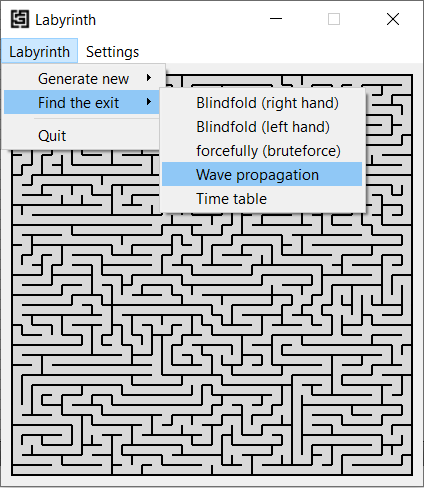 Labyrinth
Labyrinth Settings
Generate new
Find the exit
Quit
Blindfold (right hand)
Blindfold (left hand)
forcefully (bruteforce)
Wave propagation
Time table